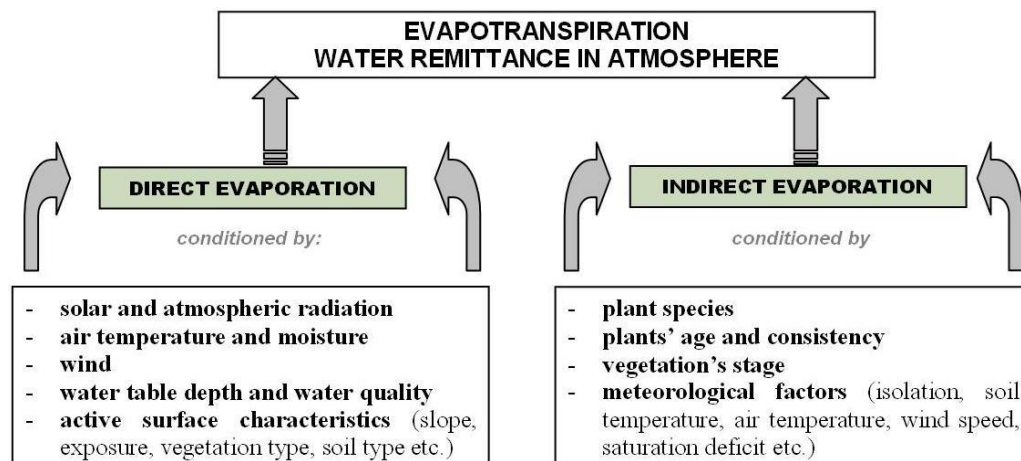 EVAPOTRANSPIRATION
WATER REMITTANCE IN ATMOSPHERE
DIRECT EVAPORATION
conditioned by:
- solar and atmospheric radiation
- air temperature and moisture
- wind
- water table depth and water quality
- active surface characteristics (slope,
exposure, vegetation type, soil type etc.)
INDIRECT EVAPORATION
conditioned by
- plant species
- plants' age and consistency
- vegetation's stage
- meteorological factors (isolation, soil
temperature, air temperature, wind speed,
saturation deficit etc.)